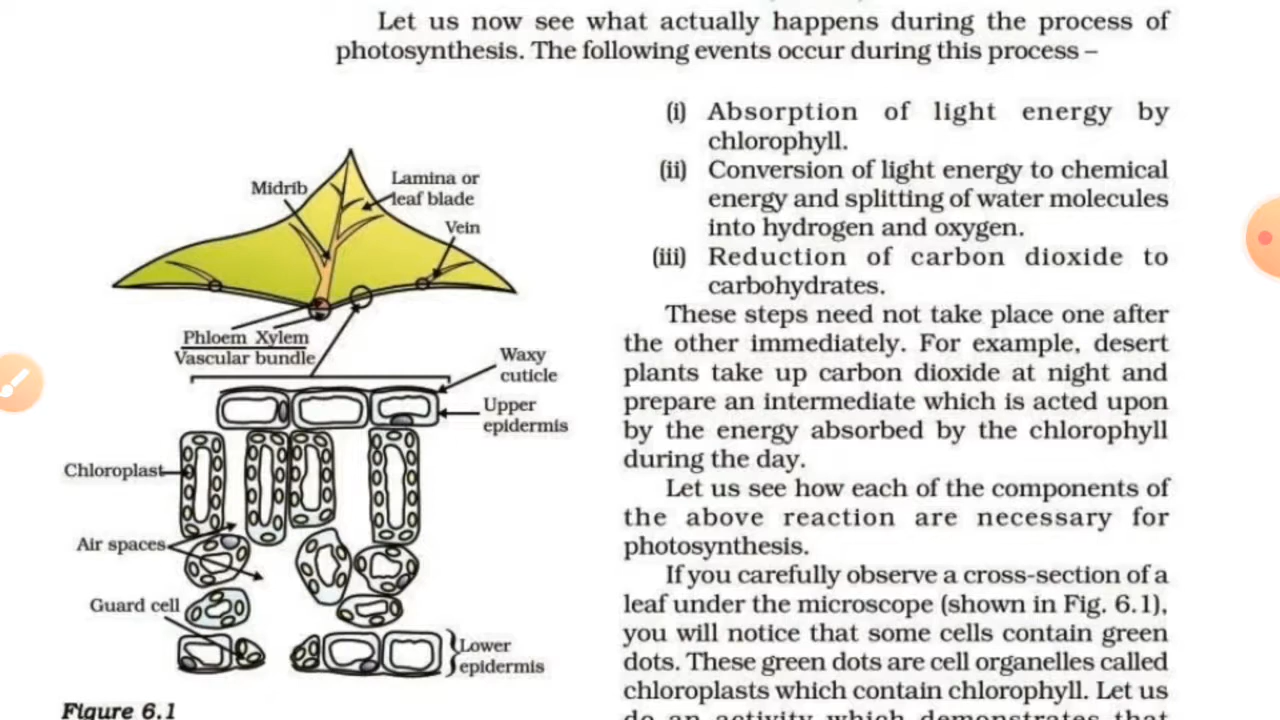 Let us now see what actually happens during the process of
photosynthesis. The following events occur during this process –
(i) Absorption of light energy by
chlorophyll.
(ii) Conversion of light energy to chemical
energy and splitting of water molecules
into hydrogen and oxygen.
(iii) Reduction of carbon dioxide to
carbohydrates.
These steps need not take place one after
the other immediately. For example, desert
plants take up carbon dioxide at night and
prepare an intermediate which is acted upon
by the energy absorbed by the chlorophyll
during the day.
Let us see how each of the components of
the above reaction are necessary for
photosynthesis.
If you carefully observe a cross-section of a
leaf under the microscope (shown in Fig. 6.1),
you will notice that some cells contain green
dots. These green dots are cell organelles called
chloroplasts which contain chlorophyll. Let us
do an activity which demonstrates that
Midrib
Lamina or
leaf blade
Vein
Phloem Xylem
Vascular bundle
Waxy
cuticle
Upper
epidermis
Chloroplast
Air spaces
Guard cell
Lower
epidermis
Figure 6.1